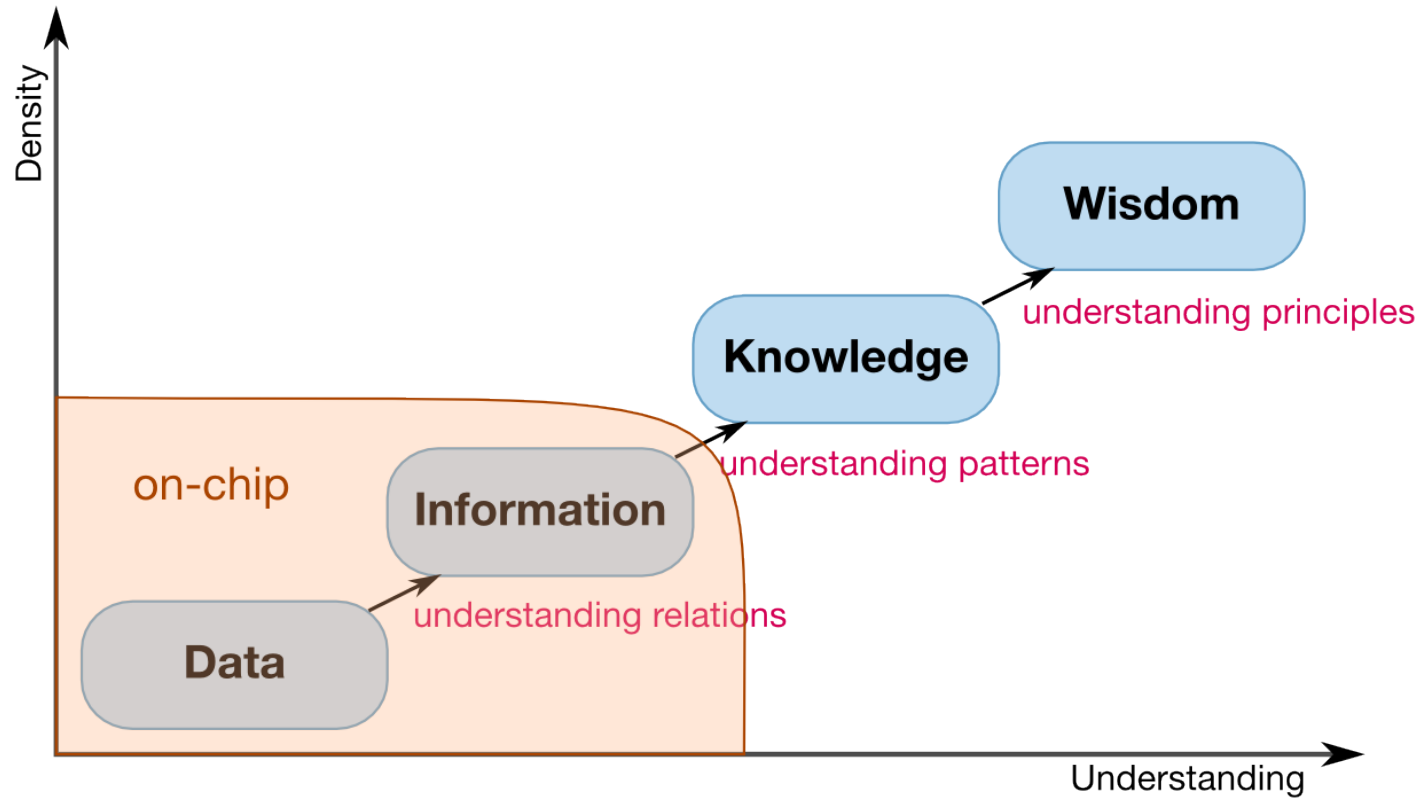 Density
Wisdom
understanding principles
Knowledge
understanding patterns
on-chip
Information
understanding relations
Data
Understanding